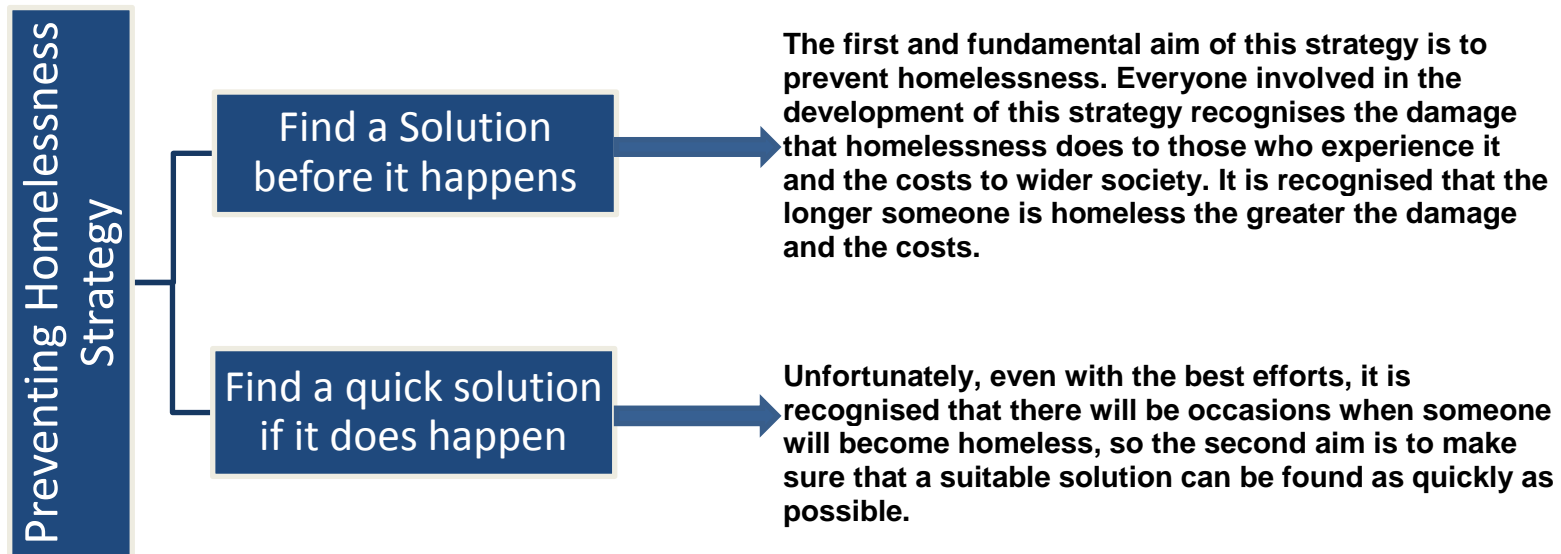 Preventing Homelessness
Strategy
Find a Solution
before it happens
The first and fundamental aim of this strategy is to
prevent homelessness. Everyone involved in the
development of this strategy recognises the damage
that homelessness does to those who experience it
and the costs to wider society. It is recognised that the
longer someone is homeless the greater the damage
and the costs.
Find a quick solution
if it does happen
Unfortunately, even with the best efforts, it is
recognised that there will be occasions when someone
will become homeless, so the second aim is to make
sure that a suitable solution can be found as quickly as
possible.